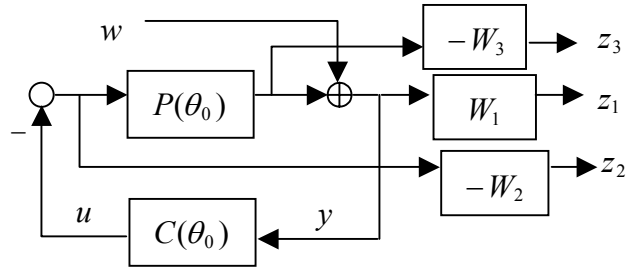 w
−W₃ z₃
P(θ₀) W₁ z₁
−
−W₂ z₂
u C(θ₀) y